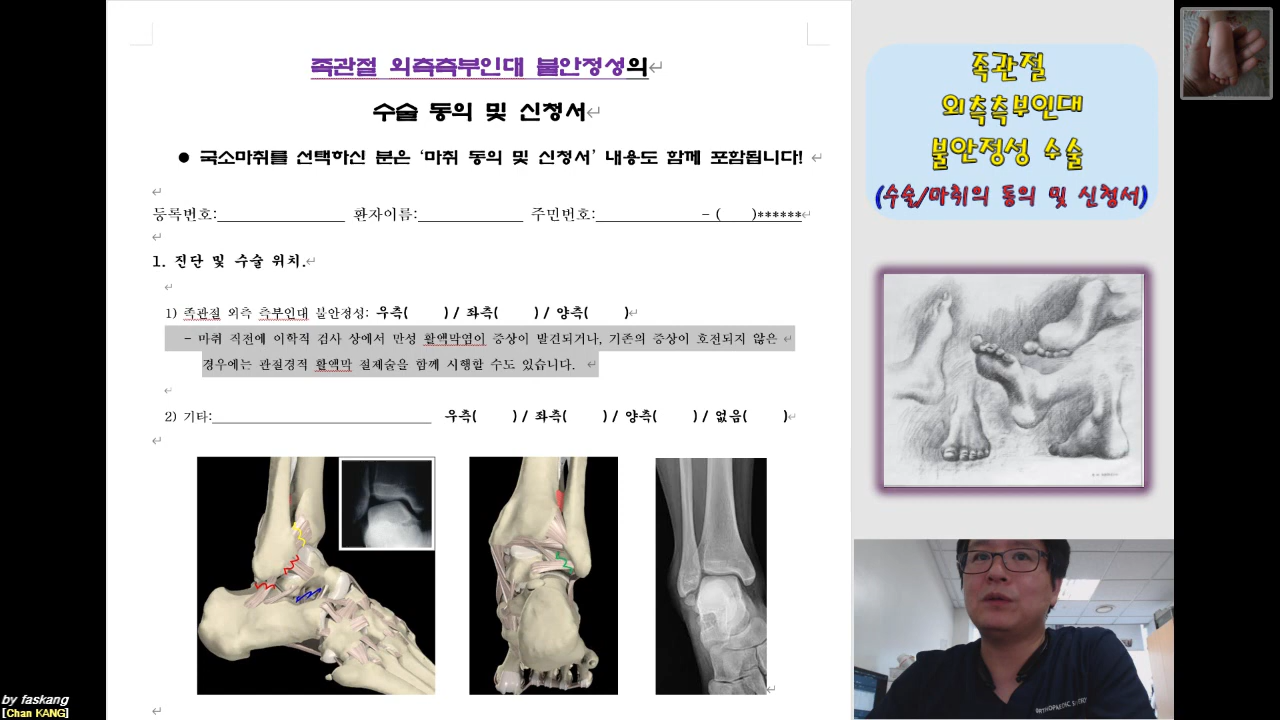 족관절 외측측부인대 불안정성의
수술 동의 및 신청서
● 국소마취를 선택하신 분은 ‘마취 동의 및 신청서’ 내용도 함께 포함됩니다!
등록번호:_______________ 환자이름:_____________ 주민번호:_____________ - (    )******
1. 진단 및 수술 위치.
1) 족관절 외측 측부인대 불안정성: 우측(    ) / 좌측(    ) / 양측(    )
- 마취 직전에 이학적 검사 상에서 만성 활액막염이 증상이 발견되거나, 기존의 증상이 호전되지 않은
경우에는 관절경적 활액막 절제술을 함께 시행할 수도 있습니다.
2) 기타:__________________________ 우측(    ) / 좌측(    ) / 양측(    ) / 없음(    )
족관절
외측측부인대
불안정성 수술
(수술/마취의 동의 및 신청서)
by faskang
[Chan KANG]